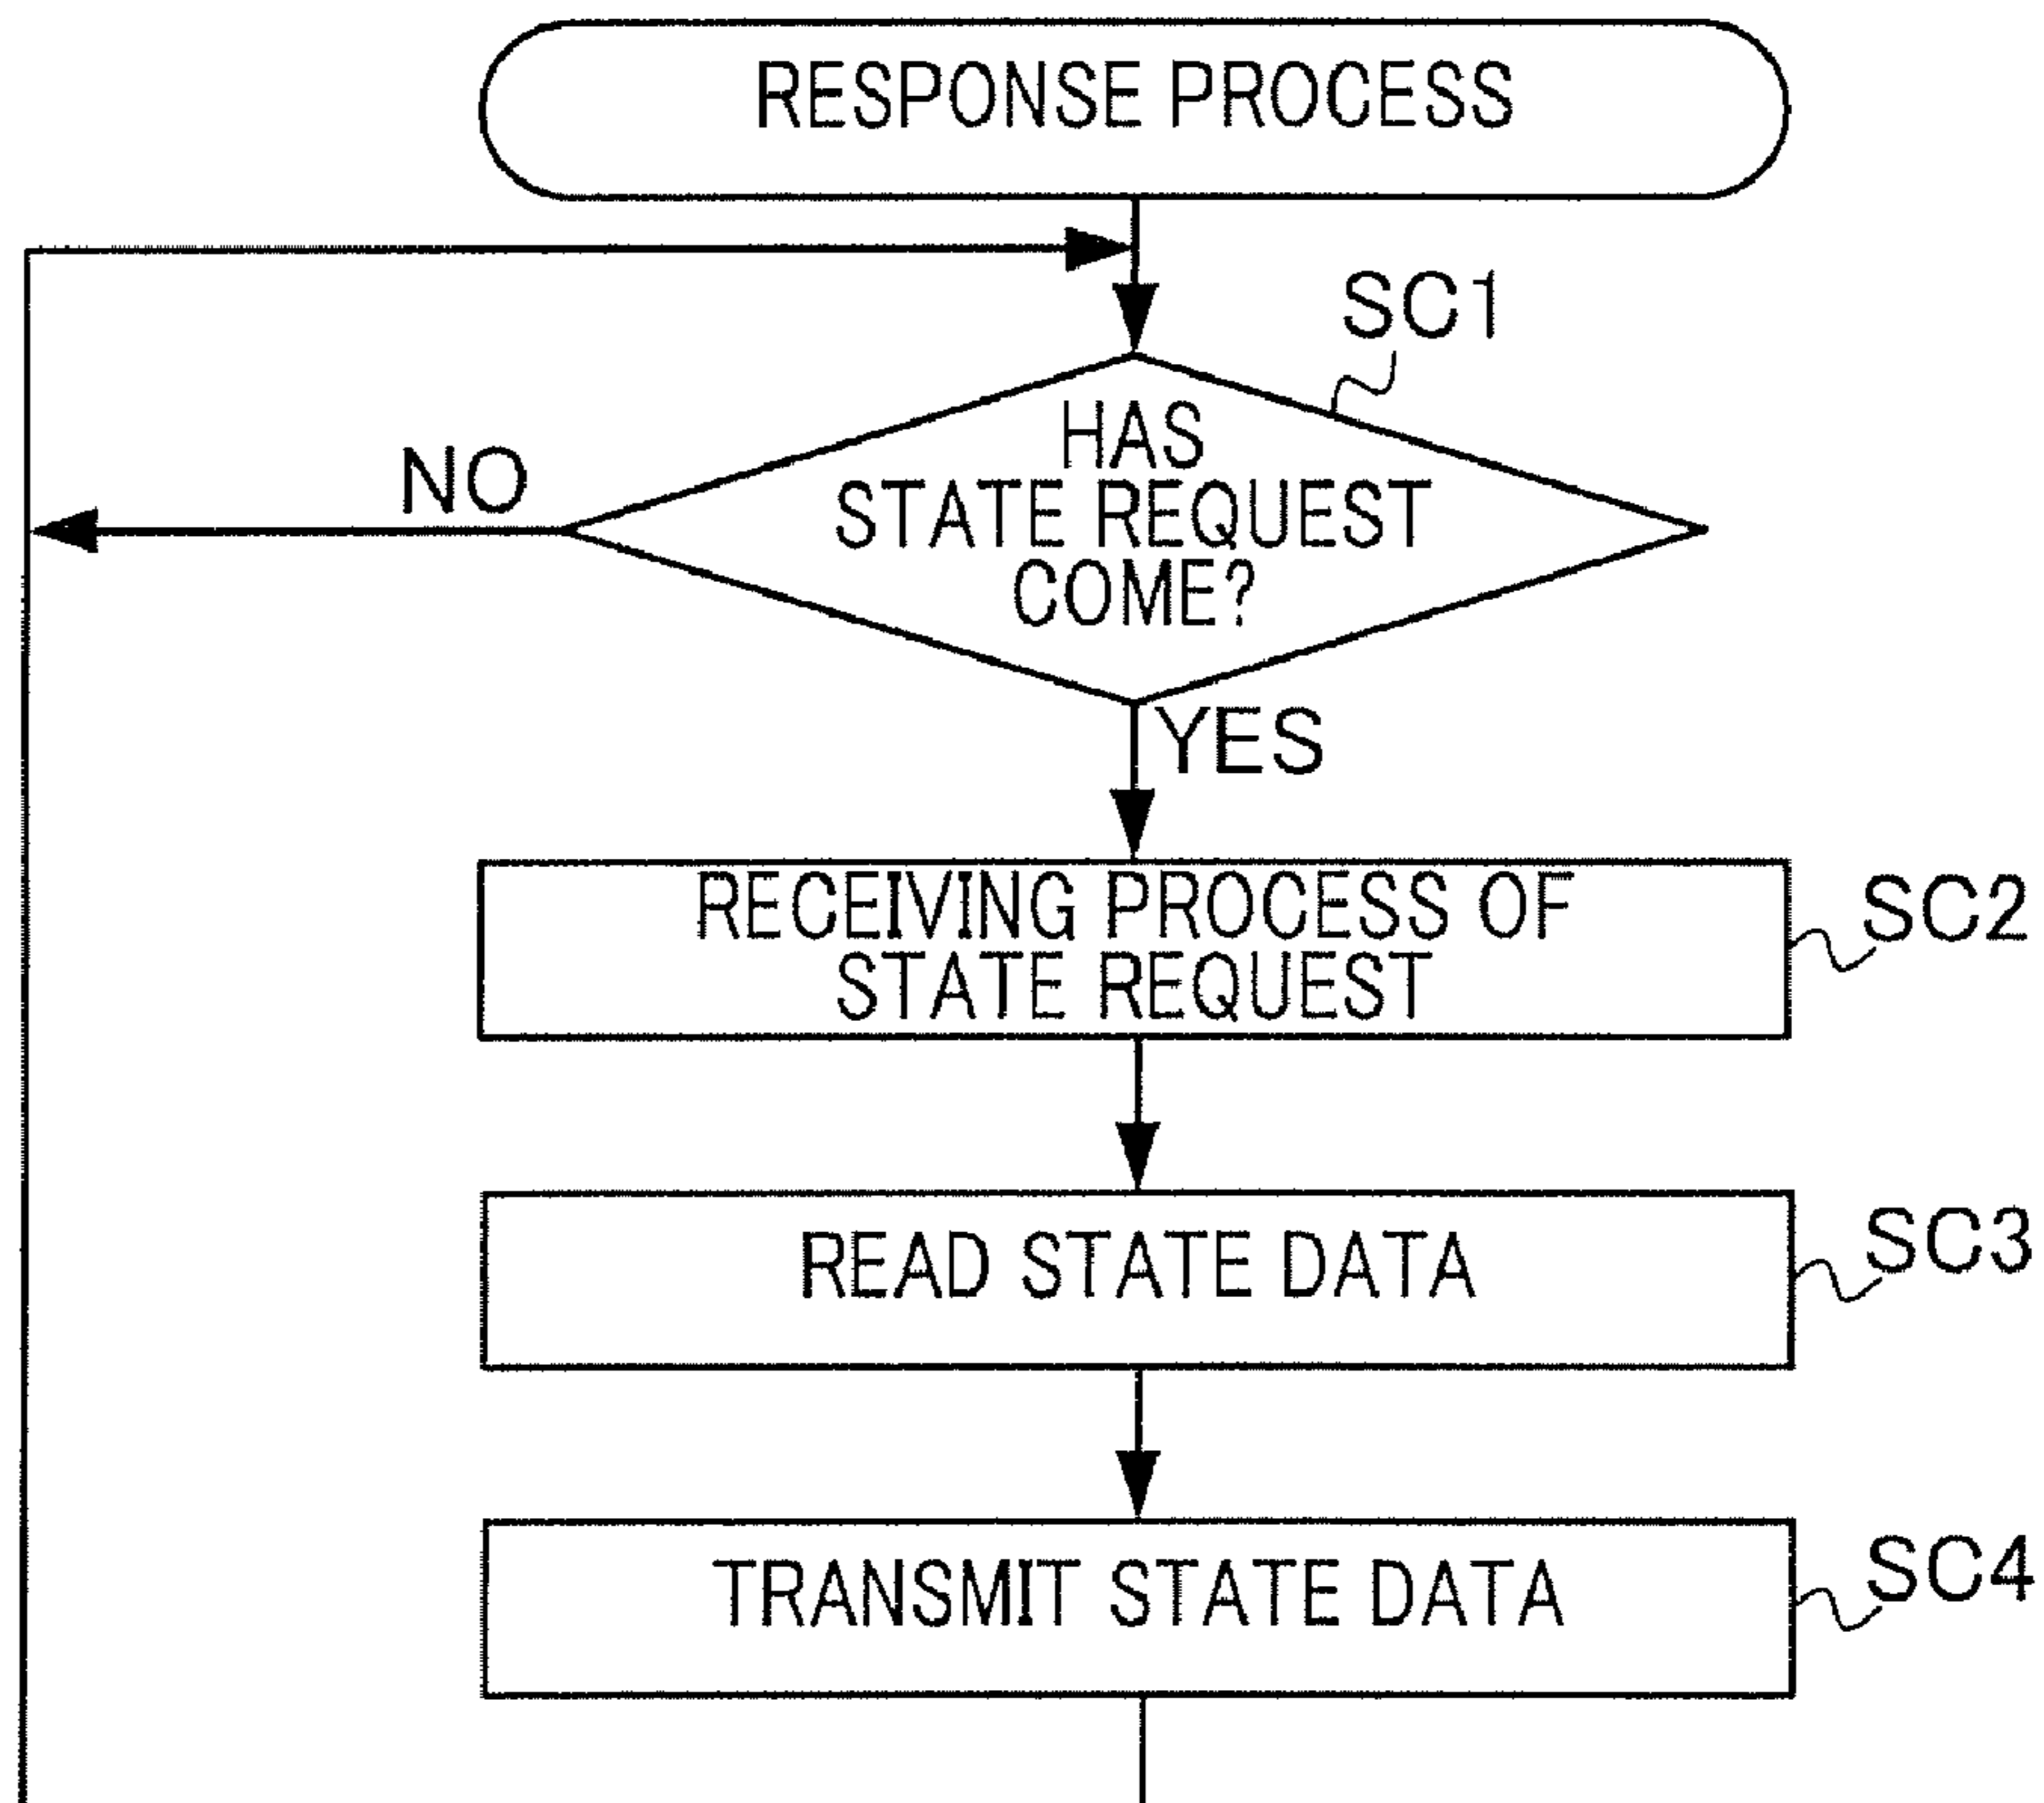 RESPONSE PROCESS
SC1
HAS
STATE REQUEST
COME?
NO
YES
RECEIVING PROCESS OF
STATE REQUEST
SC2
READ STATE DATA
SC3
TRANSMIT STATE DATA
SC4